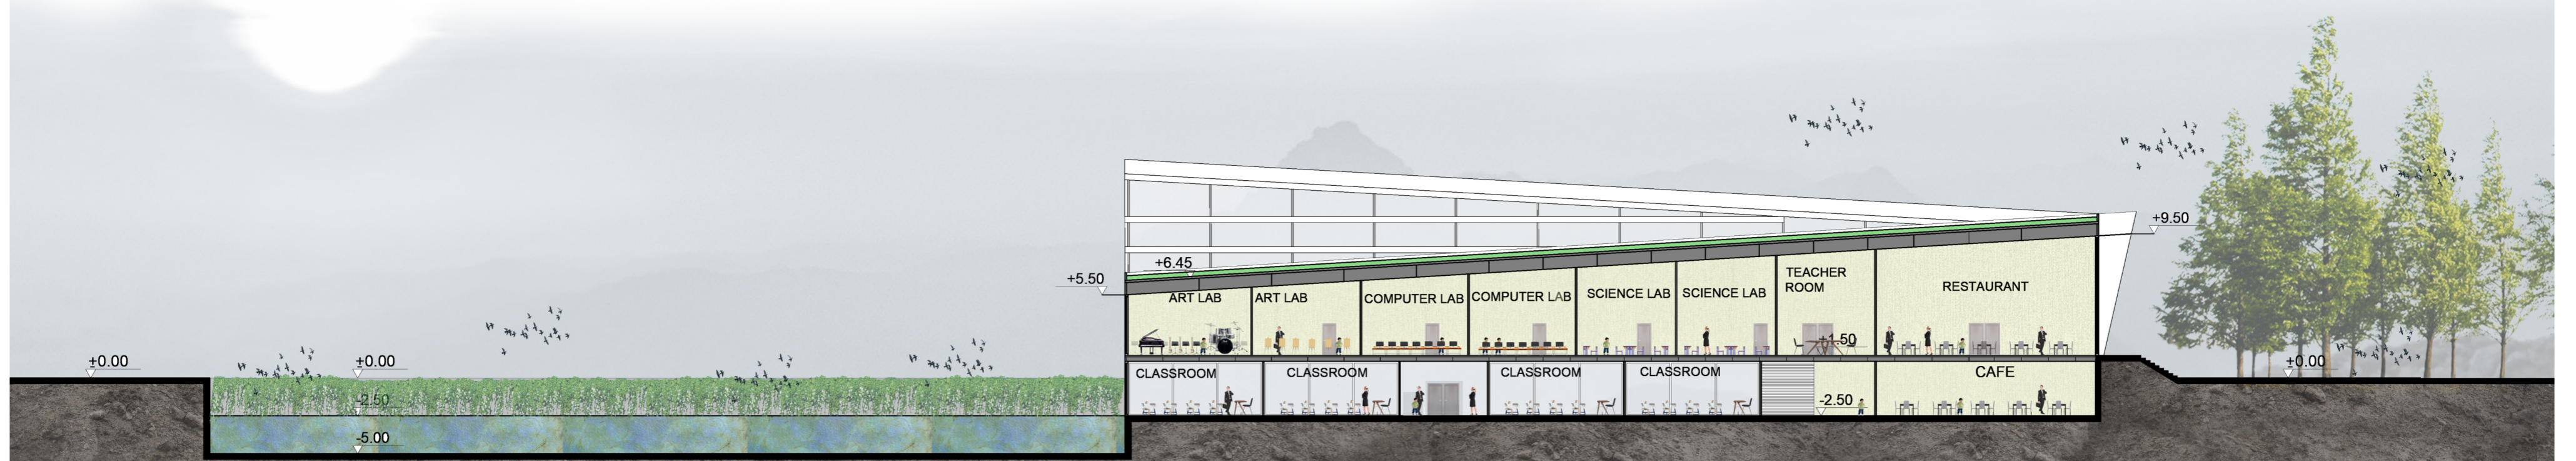 +9.50
+6.45
+5.50
ART LAB
ART LAB
COMPUTER LAB
COMPUTER LAB
SCIENCE LAB
SCIENCE LAB
TEACHER
ROOM
RESTAURANT
+1.50
±0.00
±0.00
±0.00
CLASSROOM
CLASSROOM
CLASSROOM
CLASSROOM
CAFE
-2.50
-2.50
-5.00